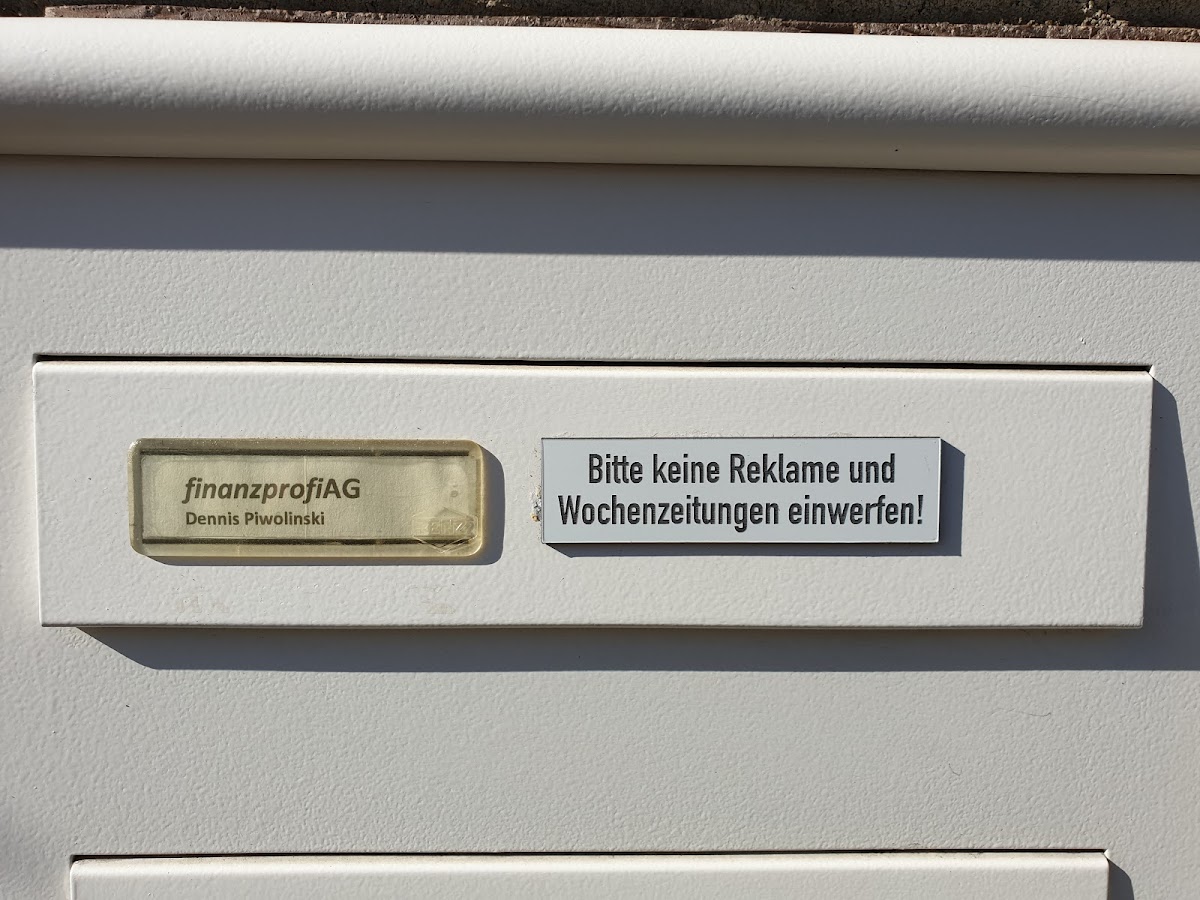 finanzprofiAG
Dennis Piwolinski
Bitte keine Reklame und
Wochenzeitungen einwerfen!